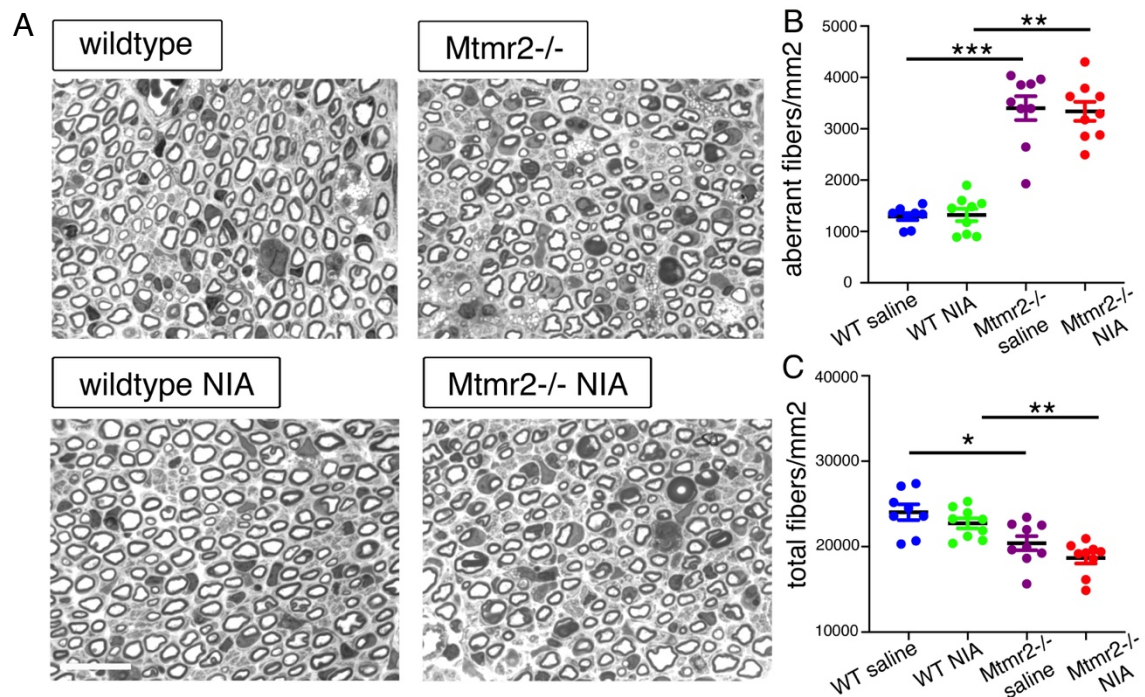 A
wildtype
Mtmr2-/-
wildtype NIA
Mtmr2-/- NIA
B
aberrant fibers/mm2
5000
4000
3000
2000
1000
0
***
**
WT saline
WT NIA
Mtmr2-/-
saline
Mtmr2-/-
NIA
C
total fibers/mm2
40000
30000
20000
10000
*
**
WT saline
WT NIA
Mtmr2-/-
saline
Mtmr2-/-
NIA